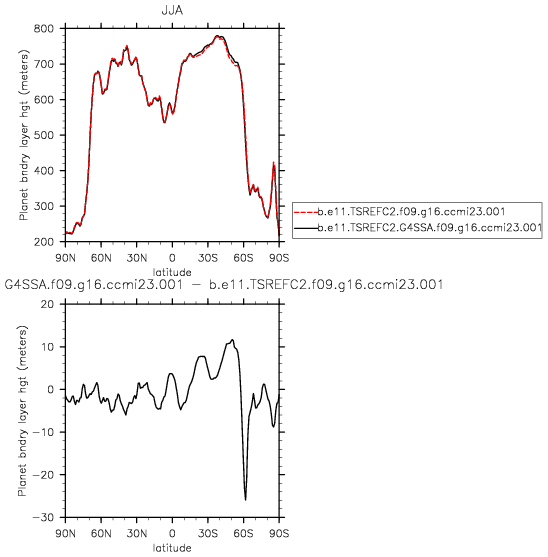 JJA
800
700
600
500
400
300
200
Planet bndry layer hgt (meters)
90N 60N 30N 0 30S 60S 90S
latitude
b.e11.TSREFC2.f09.g16.ccmi23.001
b.e11.TSREFC2.G4SSA.f09.g16.ccmi23.001
G4SSA.f09.g16.ccmi23.001 - b.e11.TSREFC2.f09.g16.ccmi23.001
20
10
0
-10
-20
-30
Planet bndry layer hgt (meters)
90N 60N 30N 0 30S 60S 90S
latitude